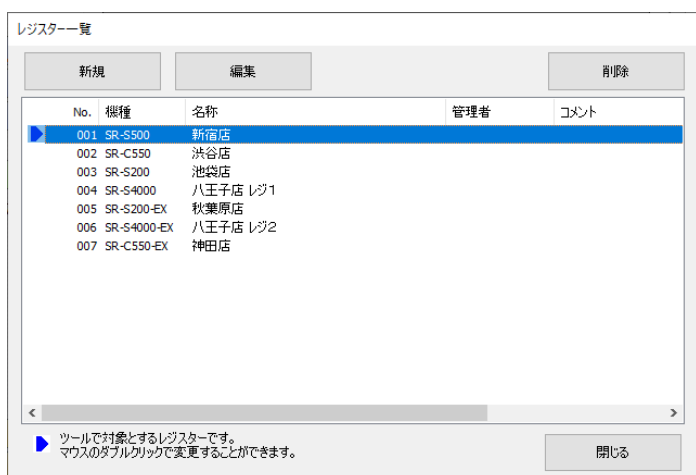 レジスター一覧
新規 編集 削除
No. 機種 名称 管理者 コメント
001 SR-S500 新宿店
002 SR-C550 渋谷店
003 SR-S200 池袋店
004 SR-S4000 八王子店 レジ1
005 SR-S200-EX 秋葉原店
006 SR-S4000-EX 八王子店 レジ2
007 SR-C550-EX 神田店
ツールで対象とするレジスターです。
マウスのダブルクリックで変更することができます。
閉じる